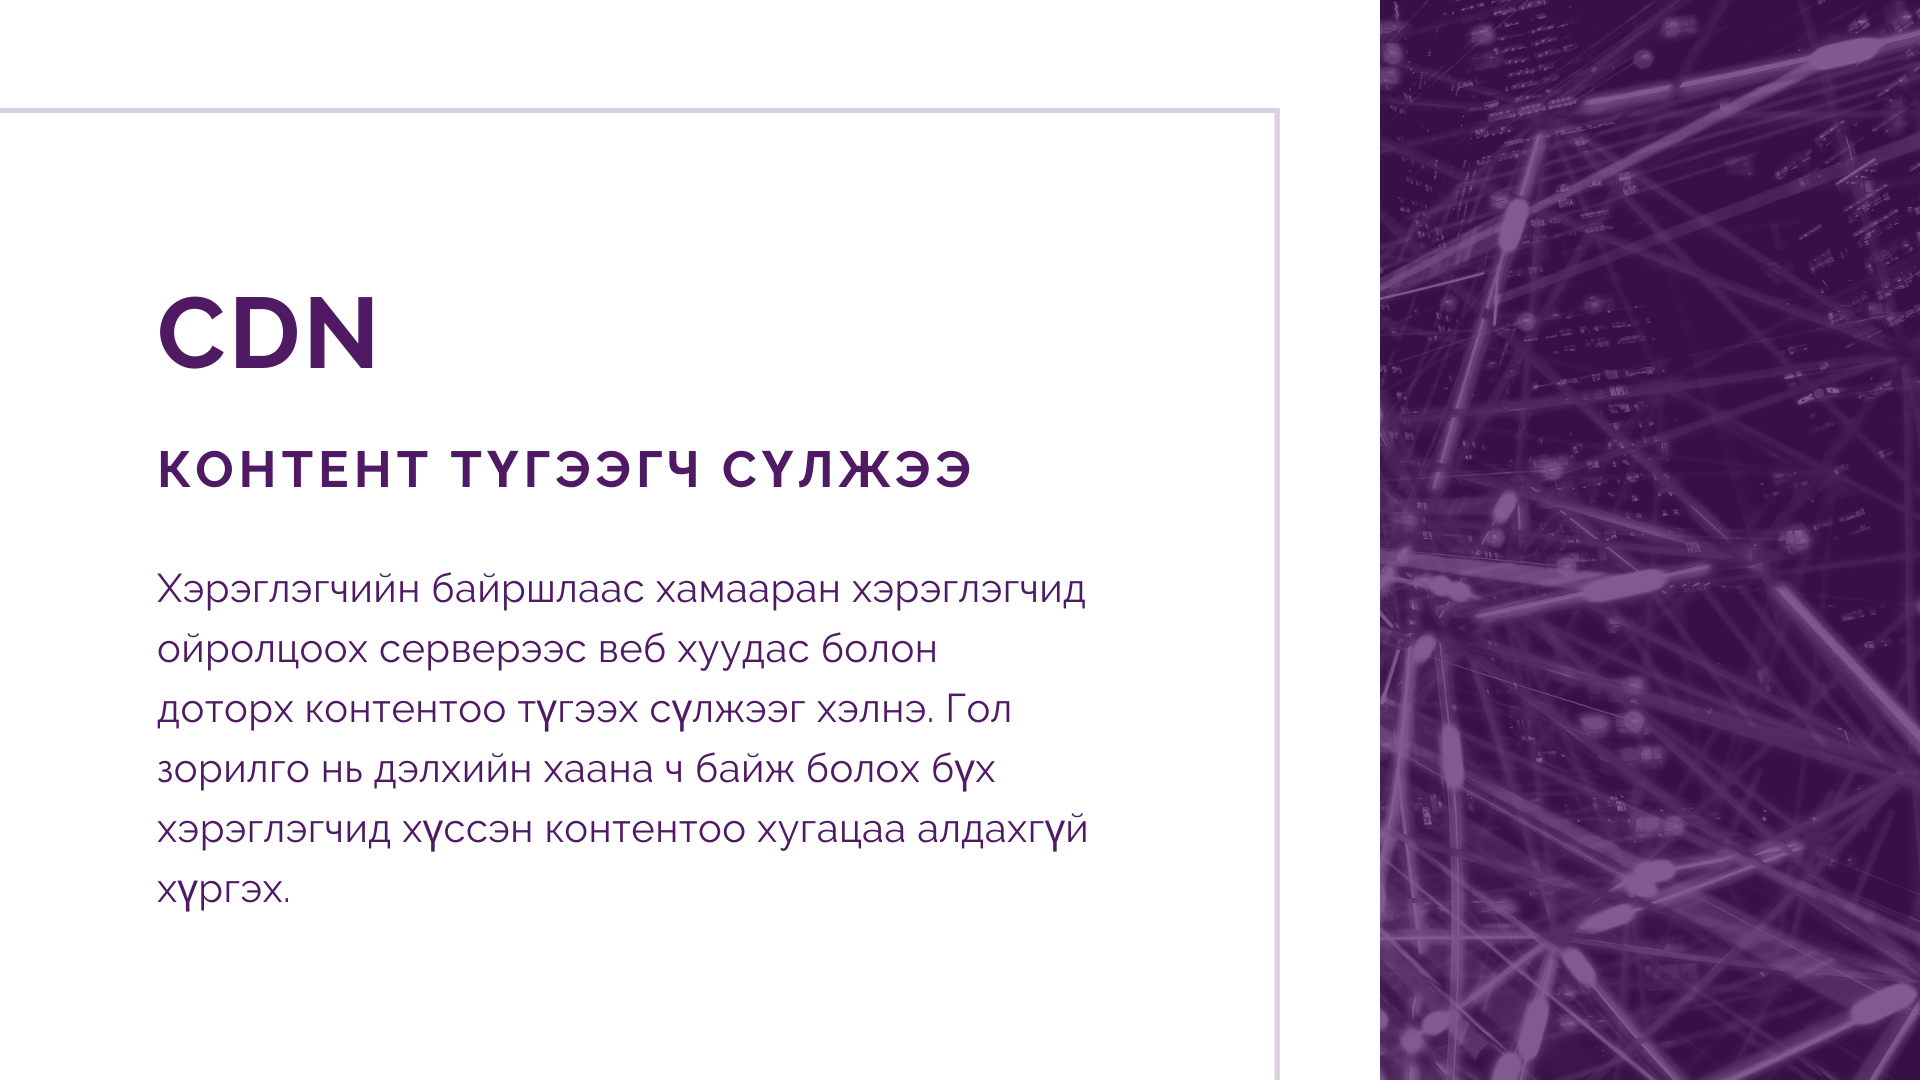 CDN
КОНТЕНТ ТҮГЭЭГЧ СҮЛЖЭЭ
Хэрэглэгчийн байршлаас хамааран хэрэглэгчид
ойролцоох серверээс веб хуудас болон
доторх контентоо түгээх сүлжээг хэлнэ. Гол
зорилго нь дэлхийн хаана ч байж болох бүх
хэрэглэгчид хүссэн контентоо хугацаа алдахгүй
хүргэх.